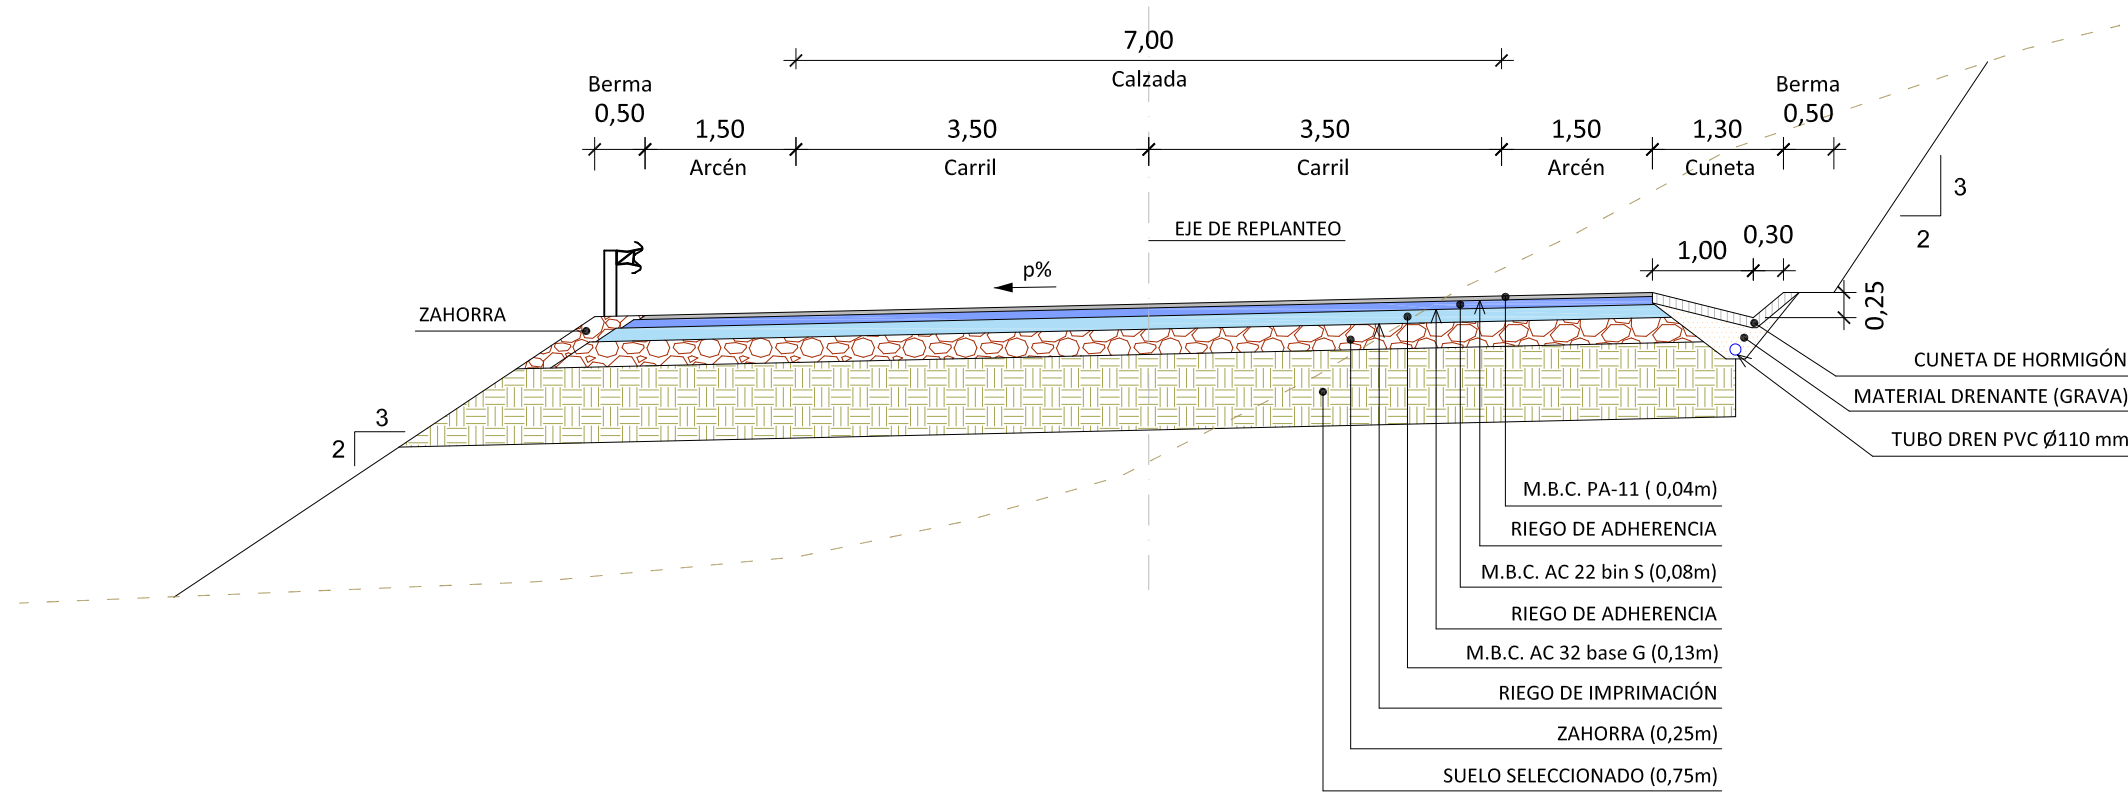 7,00
Calzada
Berma
0,50
Berma
0,50
1,50
3,50
3,50
1,50
1,30
Arcén
Carril
Carril
Arcén
Cuneta
3
2
EJE DE REPLANTEO
1,00
0,30
p%
0,25
ZAHORRA
CUNETA DE HORMIGÓN
MATERIAL DRENANTE (GRAVA)
TUBO DREN PVC Ø110 mm
3
2
M.B.C. PA-11 ( 0,04m)
RIEGO DE ADHERENCIA
M.B.C. AC 22 bin S (0,08m)
RIEGO DE ADHERENCIA
M.B.C. AC 32 base G (0,13m)
RIEGO DE IMPRIMACIÓN
ZAHORRA (0,25m)
SUELO SELECCIONADO (0,75m)